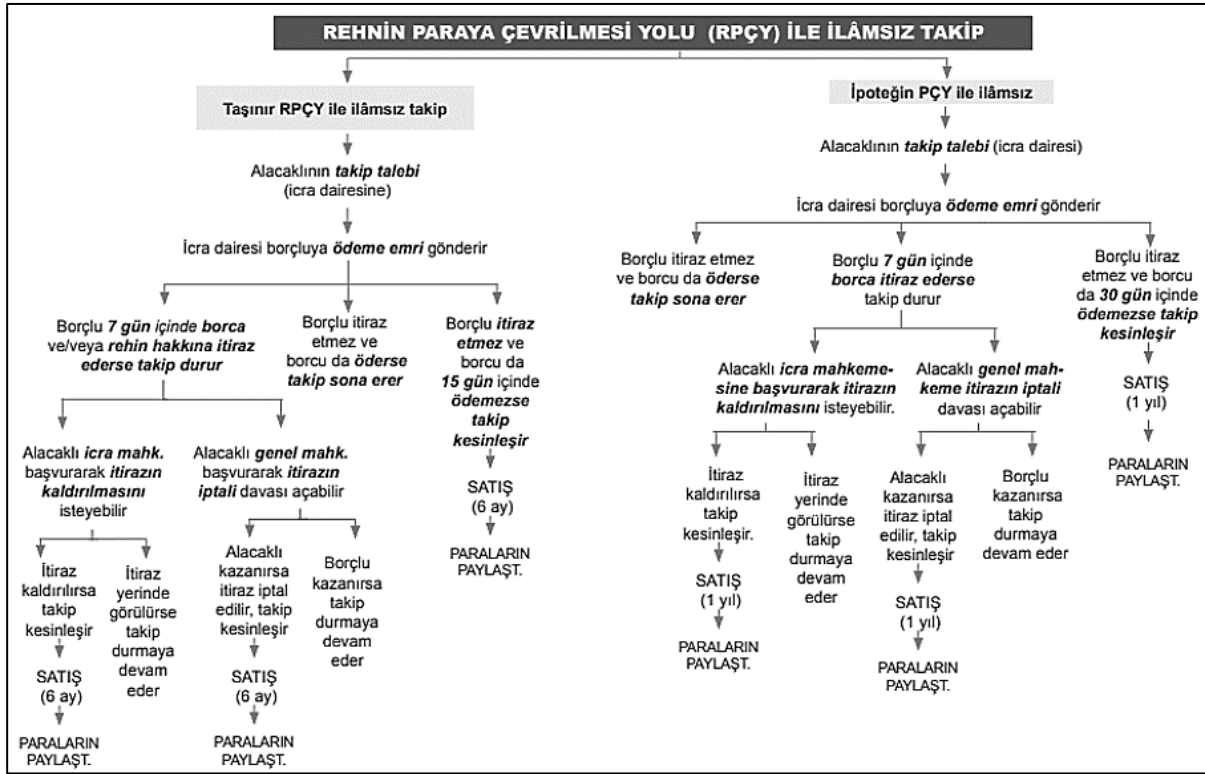 REHNİN PARAYA ÇEVRİLMESİ YOLU (RPÇY) İLE İLÂMSIZ TAKİP
Taşınır RPÇY ile ilâmsız takip
Alacaklının takip talebi
(icra dairesine)
İcra dairesi borçluya ödeme emri gönderir
Borçlu 7 gün içinde borca
ve/veya rehin hakkına itiraz
ederse takip durur
Borçlu itiraz
etmez ve
borcu da öderse
takip sona erer
Borçlu itiraz
etmez ve
borcu da
15 gün içinde
ödemezse
takip
kesinleşir
SATIŞ
(6 ay)
PARALARIN
PAYLAŞT.
Alacaklı icra mahk.
başvurarak itirazın
kaldırılmasını
isteyebilir
Alacaklı genel mahk.
başvurarak itirazın
iptali davası açabilir
İtiraz
kaldırılırsa
takip
kesinleşir
SATIŞ
(6 ay)
PARALARIN
PAYLAŞT.
İtiraz
yerinde
görülürse
takip
durmaya
devam
eder
Alacaklı
kazanırsa
itiraz iptal
edilir, takip
kesinleşir
SATIŞ
(6 ay)
PARALARIN
PAYLAŞT.
Borçlu
kazanırsa
takip
durmaya
devam
eder
İpoteğin PÇY ile ilâmsız
Alacaklının takip talebi (icra dairesi)
İcra dairesi borçluya ödeme emri gönderir
Borçlu itiraz etmez
ve borcu da öderse
takip sona erer
Borçlu 7 gün içinde
borca itiraz ederse
takip durur
Borçlu itiraz
etmez ve borcu
da 30 gün içinde
ödemezse takip
kesinleşir
SATIŞ
(1 yıl)
PARALARIN
PAYLAŞT.
Alacaklı icra mahkeme-
sine başvurarak itirazın
kaldırılmasını isteyebilir.
Alacaklı genel mah-
keme itirazın iptali
davası açabilir
İtiraz
kaldırılırsa
takip
kesinleşir.
SATIŞ
(1 yıl)
PARALARIN
PAYLAŞT.
İtiraz
yerinde
görülürse
takip
durmaya
devam
eder
Alacaklı
kazanırsa
itiraz iptal
edilir, takip
kesinleşir
SATIŞ
(1 yıl)
PARALARIN
PAYLAŞT.
Borçlu
kazanırsa
takip
durmaya
devam eder